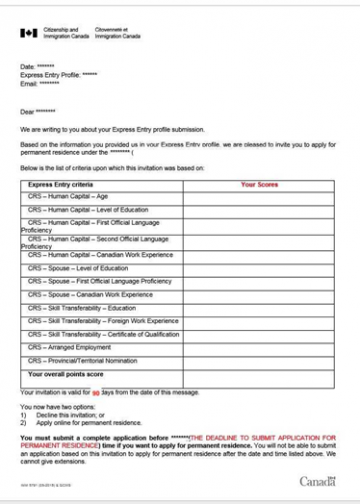 Citizenship and Citoyenneté et
Immigration Canada Immigration Canada
Date: *******
Express Entry Profile: ******
Email: ********
Dear ********
We are writing to you about your Express Entry profile submission.
Based on the information you provided us in your Express Entry profile, we are pleased to invite you to apply for
permanent residence under the ******** (
Below is the list of criteria upon which this invitation was based:
Express Entry criteria Your Scores
CRS – Human Capital – Age
CRS – Human Capital – Level of Education
CRS – Human Capital – First Official Language
Proficiency
CRS – Human Capital – Second Official Language
Proficiency
CRS – Human Capital – Canadian Work Experience
CRS – Spouse – Level of Education
CRS – Spouse – First Official Language Proficiency
CRS – Spouse – Canadian Work Experience
CRS – Skill Transferability – Education
CRS – Skill Transferability – Foreign Work Experience
CRS – Skill Transferability – Certificate of Qualification
CRS – Arranged Employment
CRS – Provincial/Territorial Nomination
Your overall points score
Your invitation is valid for 90 days from the date of this message.
You now have two options:
1) Decline this invitation; or
2) Apply online for permanent residence.
You must submit a complete application before *******(THE DEADLINE TO SUBMIT APPLICATION FOR
PERMANENT RESIDENCE) time if you want to apply for permanent residence. You will not be able to submit
an application based on this invitation to apply for permanent residence after the date and time listed above. We
cannot give extensions.
Canada